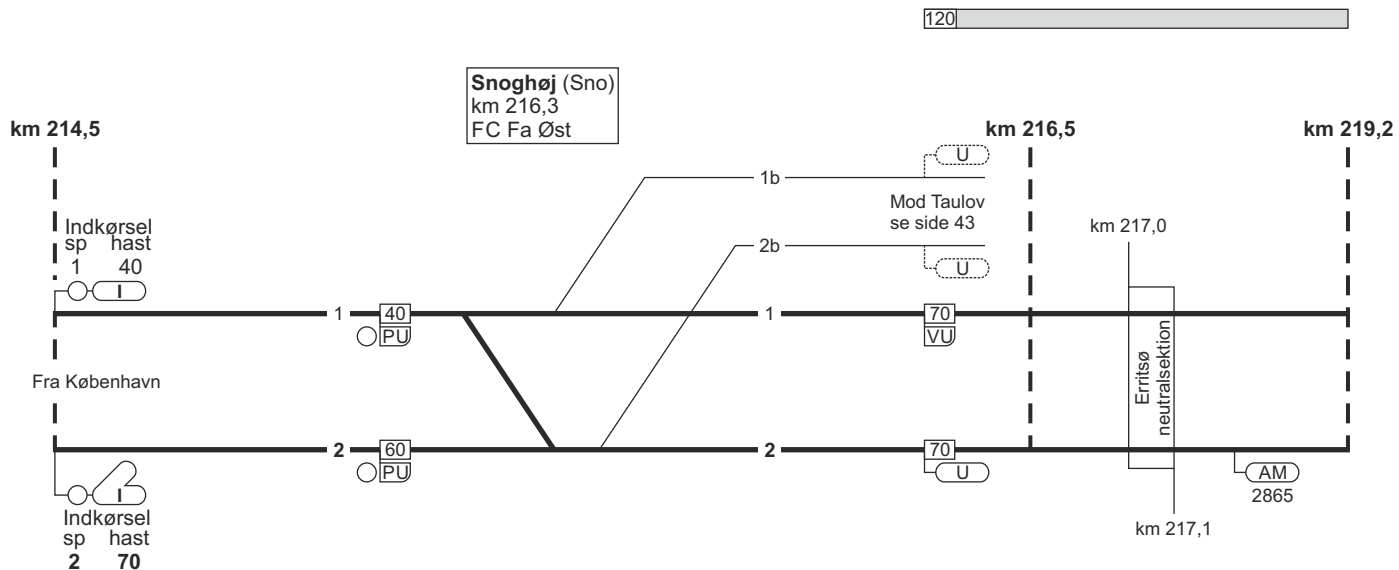 120
Snoghøj (Sno)
km 216,3
FC Fa Øst
km 214,5
km 216,5
km 219,2
U
1b
Mod Taulov
se side 43
2b
U
km 217,0
Indkørsel
sp hast
1 40
I
1
40
PU
1
70
VU
Fra København
Erritsø
neutralsektion
2
60
PU
2
70
U
AM
2865
I
Indkørsel
sp hast
2 70
km 217,1